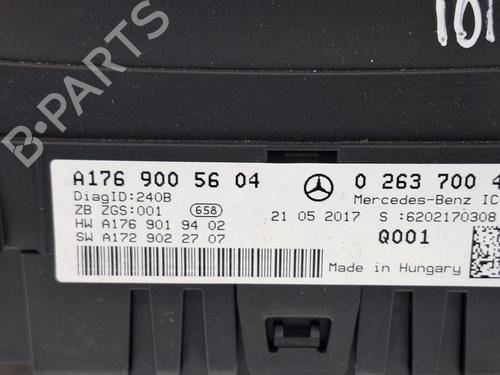 A176 900 56 04
0 263 700 4
DiagID:240B
Mercedes-Benz IC
ZB ZGS:001 658
21 05 2017 S :6202170308
HW A176 901 94 02
SW A172 902 27 07
Q001
Made in Hungary
B-PARTS